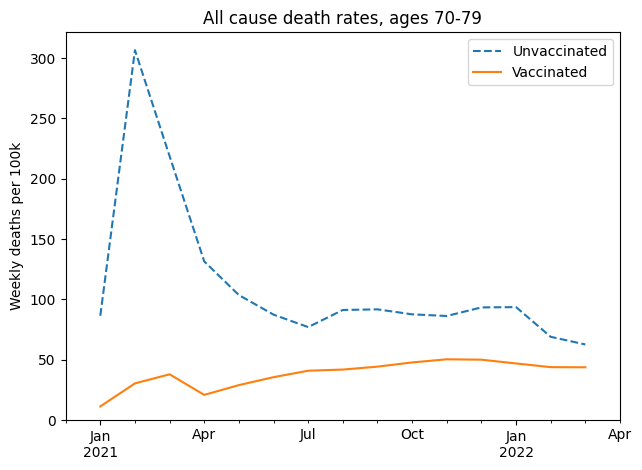 All cause death rates, ages 70-79
Unvaccinated
Vaccinated
Weekly deaths per 100k
300
250
200
150
100
50
0
Jan Apr Jul Oct Jan Apr
2021 2022